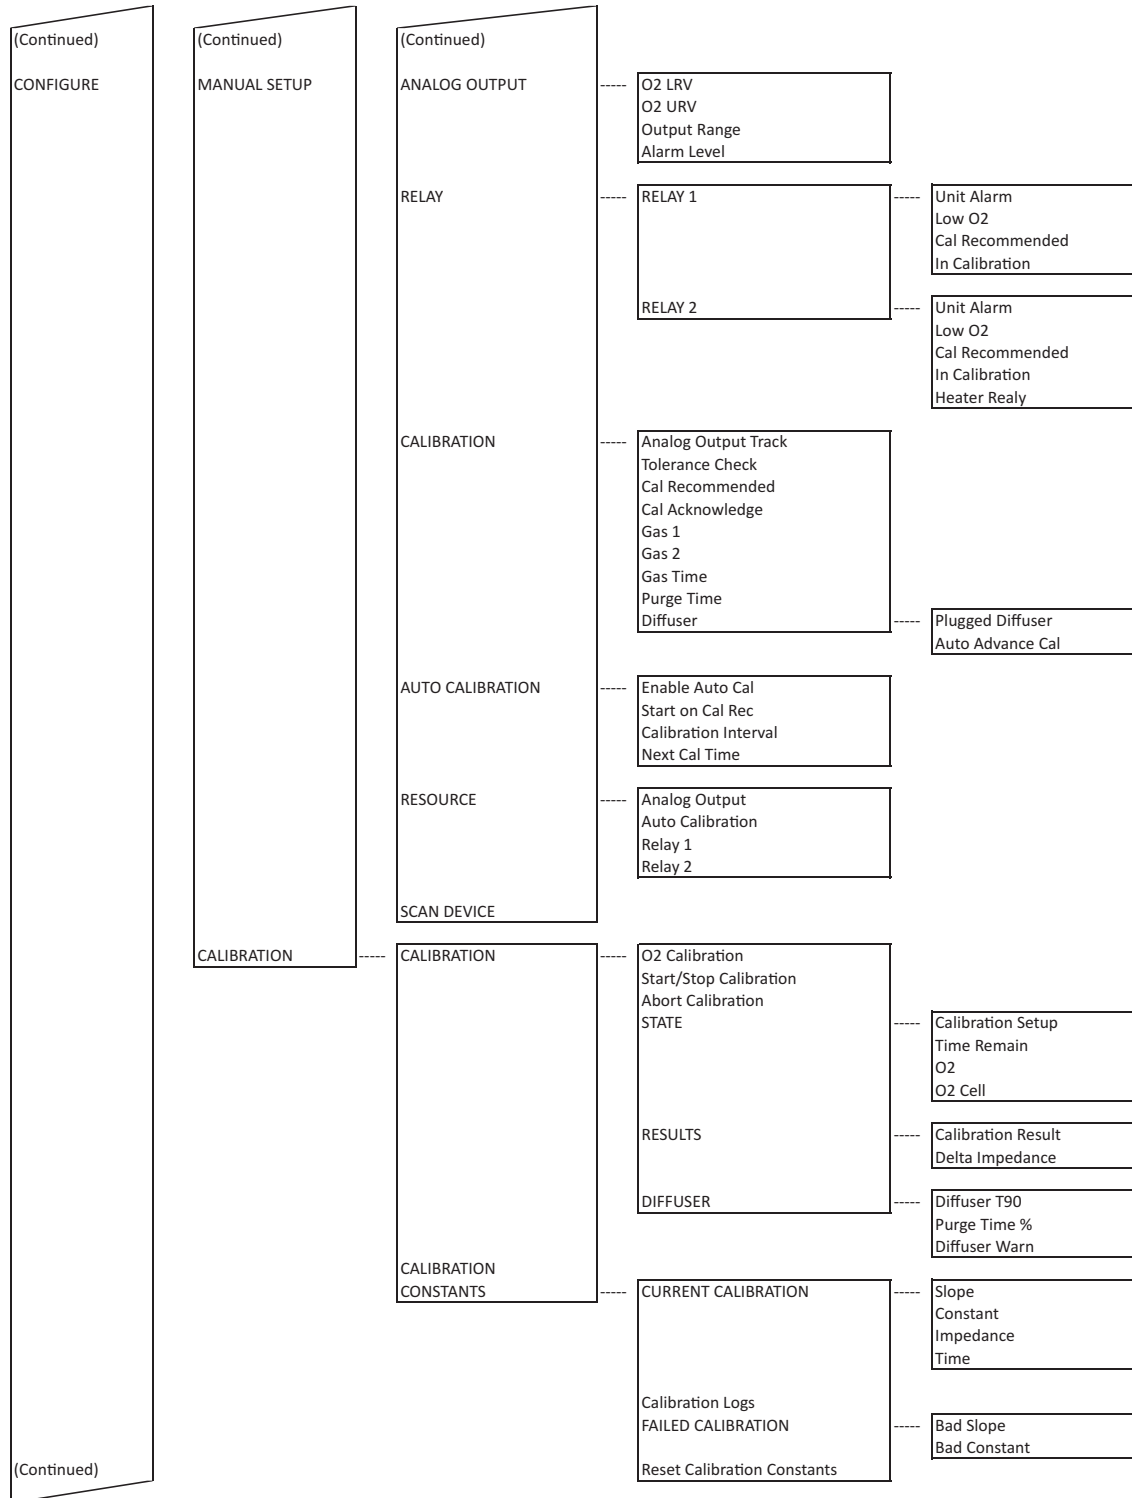 (Continued)
(Continued)
(Continued)
CONFIGURE
MANUAL SETUP
ANALOG OUTPUT
-----
O2 LRV
O2 URV
Output Range
Alarm Level
RELAY
-----
RELAY 1
-----
Unit Alarm
Low O2
Cal Recommended
In Calibration
RELAY 2
-----
Unit Alarm
Low O2
Cal Recommended
In Calibration
Heater Realy
CALIBRATION
-----
Analog Output Track
Tolerance Check
Cal Recommended
Cal Acknowledge
Gas 1
Gas 2
Gas Time
Purge Time
Diffuser
-----
Plugged Diffuser
Auto Advance Cal
AUTO CALIBRATION
-----
Enable Auto Cal
Start on Cal Rec
Calibration Interval
Next Cal Time
RESOURCE
-----
Analog Output
Auto Calibration
Relay 1
Relay 2
SCAN DEVICE
CALIBRATION
-----
CALIBRATION
-----
O2 Calibration
Start/Stop Calibration
Abort Calibration
STATE
-----
Calibration Setup
Time Remain
O2
O2 Cell
RESULTS
-----
Calibration Result
Delta Impedance
DIFFUSER
-----
Diffuser T90
Purge Time %
Diffuser Warn
CALIBRATION
CONSTANTS
-----
CURRENT CALIBRATION
-----
Slope
Constant
Impedance
Time
Calibration Logs
FAILED CALIBRATION
-----
Bad Slope
Bad Constant
Reset Calibration Constants
(Continued)